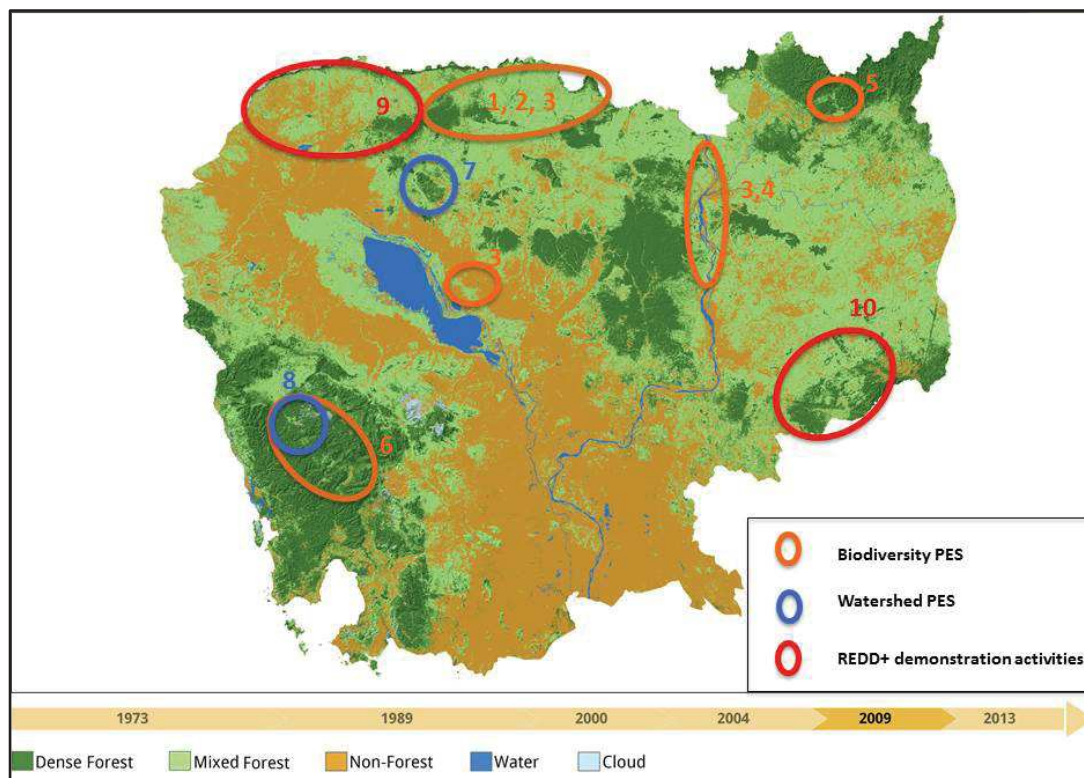 9
1, 2, 3
5
7
3,4
3
10
8
6
Biodiversity PES
Watershed PES
REDD+ demonstration activities
1973 1989 2000 2004 2009 2013
Dense Forest Mixed Forest Non-Forest Water Cloud